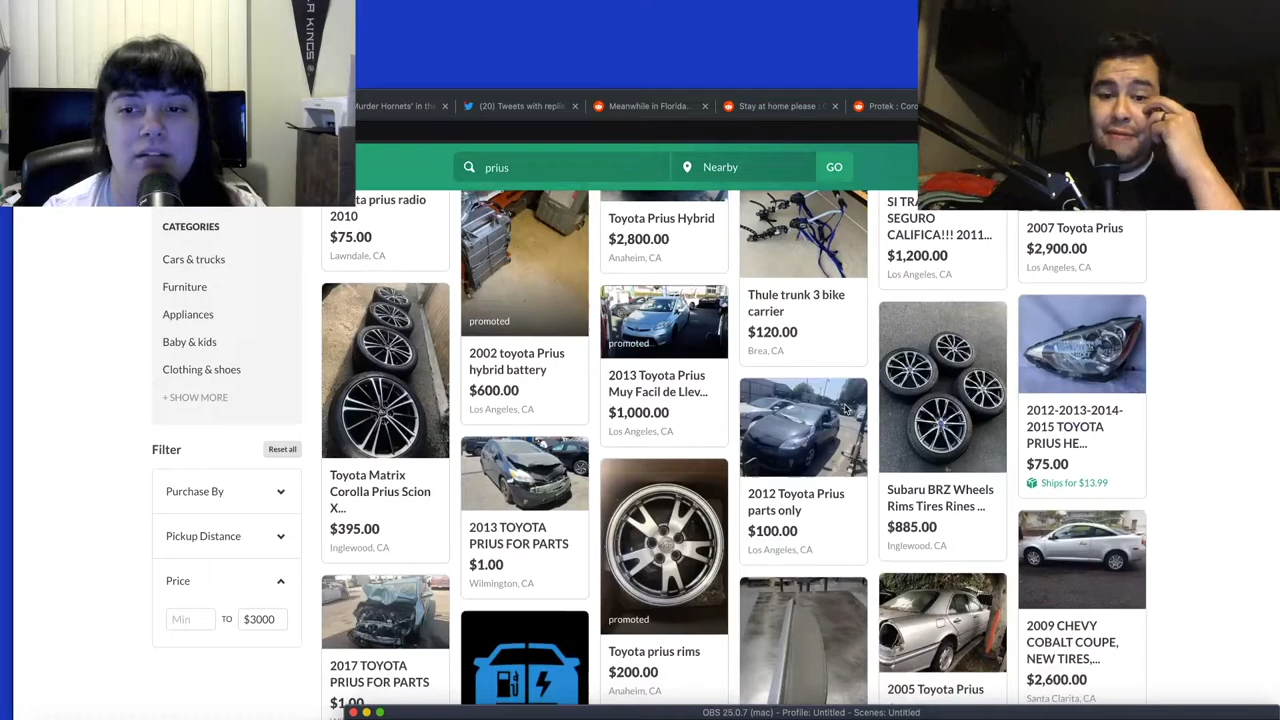 LA KINGS
Murder Hornets' in the
(20) Tweets with replie
Meanwhile in Florida...
Stay at home please : C
Protek : Coro
prius
Nearby
GO
CATEGORIES
Cars & trucks
Furniture
Appliances
Baby & kids
Clothing & shoes
+ SHOW MORE
Filter
Reset all
Purchase By
Pickup Distance
Price
Min
TO
$3000
ta prius radio
2010
$75.00
Lawndale, CA
Toyota Matrix
Corolla Prius Scion
X...
$395.00
Inglewood, CA
2017 TOYOTA
PRIUS FOR PARTS
$1.00
promoted
2002 toyota Prius
hybrid battery
$600.00
Los Angeles, CA
2013 TOYOTA
PRIUS FOR PARTS
$1.00
Wilmington, CA
Toyota Prius Hybrid
$2,800.00
Anaheim, CA
promoted
2013 Toyota Prius
Muy Facil de Llev...
$1,000.00
Los Angeles, CA
promoted
Toyota prius rims
$200.00
Anaheim, CA
Thule trunk 3 bike
carrier
$120.00
Brea, CA
2012 Toyota Prius
parts only
$100.00
Los Angeles, CA
SI TRA
SEGURO
CALIFICA!!! 2011...
$1,200.00
Los Angeles, CA
Subaru BRZ Wheels
Rims Tires Rines ...
$885.00
Inglewood, CA
2005 Toyota Prius
2007 Toyota Prius
$2,900.00
Los Angeles, CA
2012-2013-2014-
2015 TOYOTA
PRIUS HE...
$75.00
Ships for $13.99
2009 CHEVY
COBALT COUPE,
NEW TIRES,...
$2,600.00
Santa Clarita, CA
OBS 25.0.7 (mac) - Profile: Untitled - Scenes: Untitled